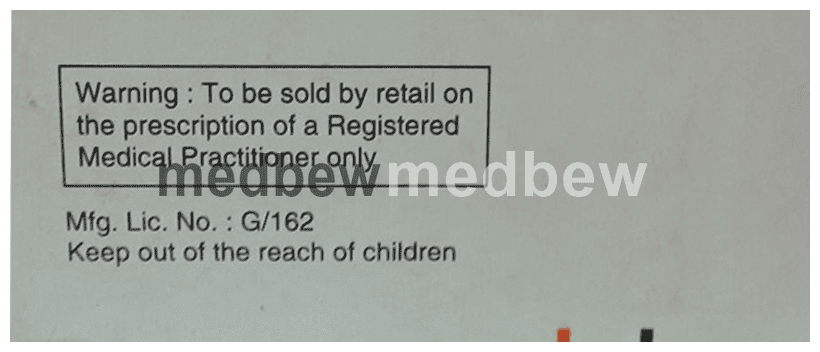 Warning : To be sold by retail on
the prescription of a Registered
Medical Practitioner only
medbew medbew
Mfg. Lic. No. : G/162
Keep out of the reach of children